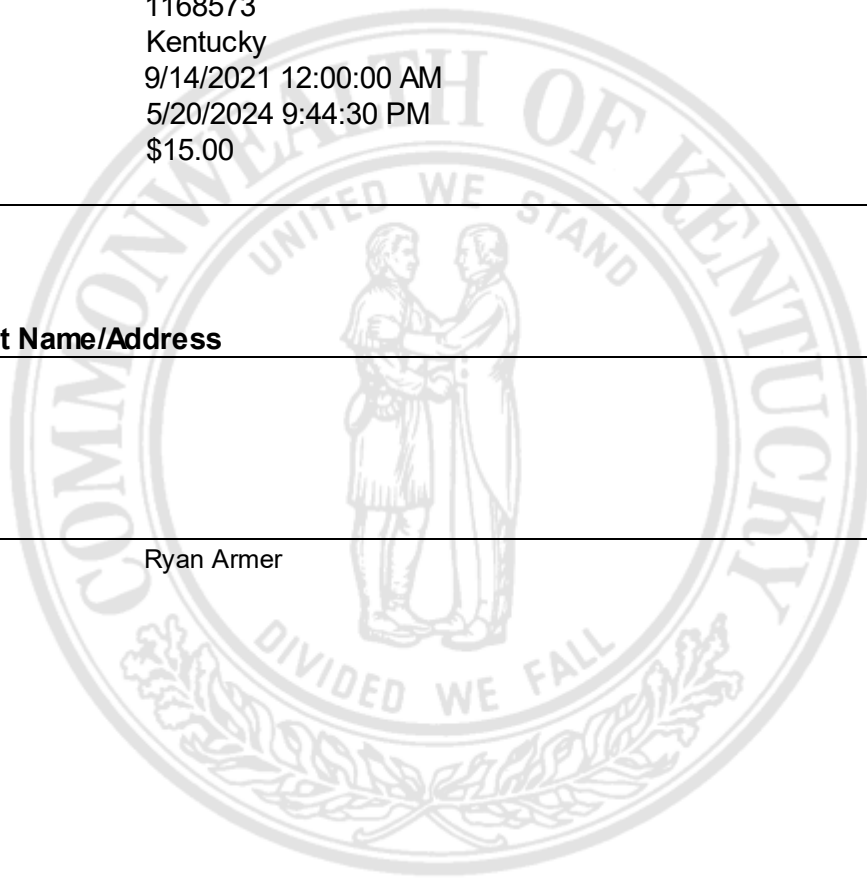 1168573
Kentucky
9/14/2021 12:00:00 AM
5/20/2024 9:44:30 PM
$15.00
COMMONWEALTH OF KENTUCKY
UNITED WE STAND
t Name/Address
Ryan Armer
DIVIDED WE FALL